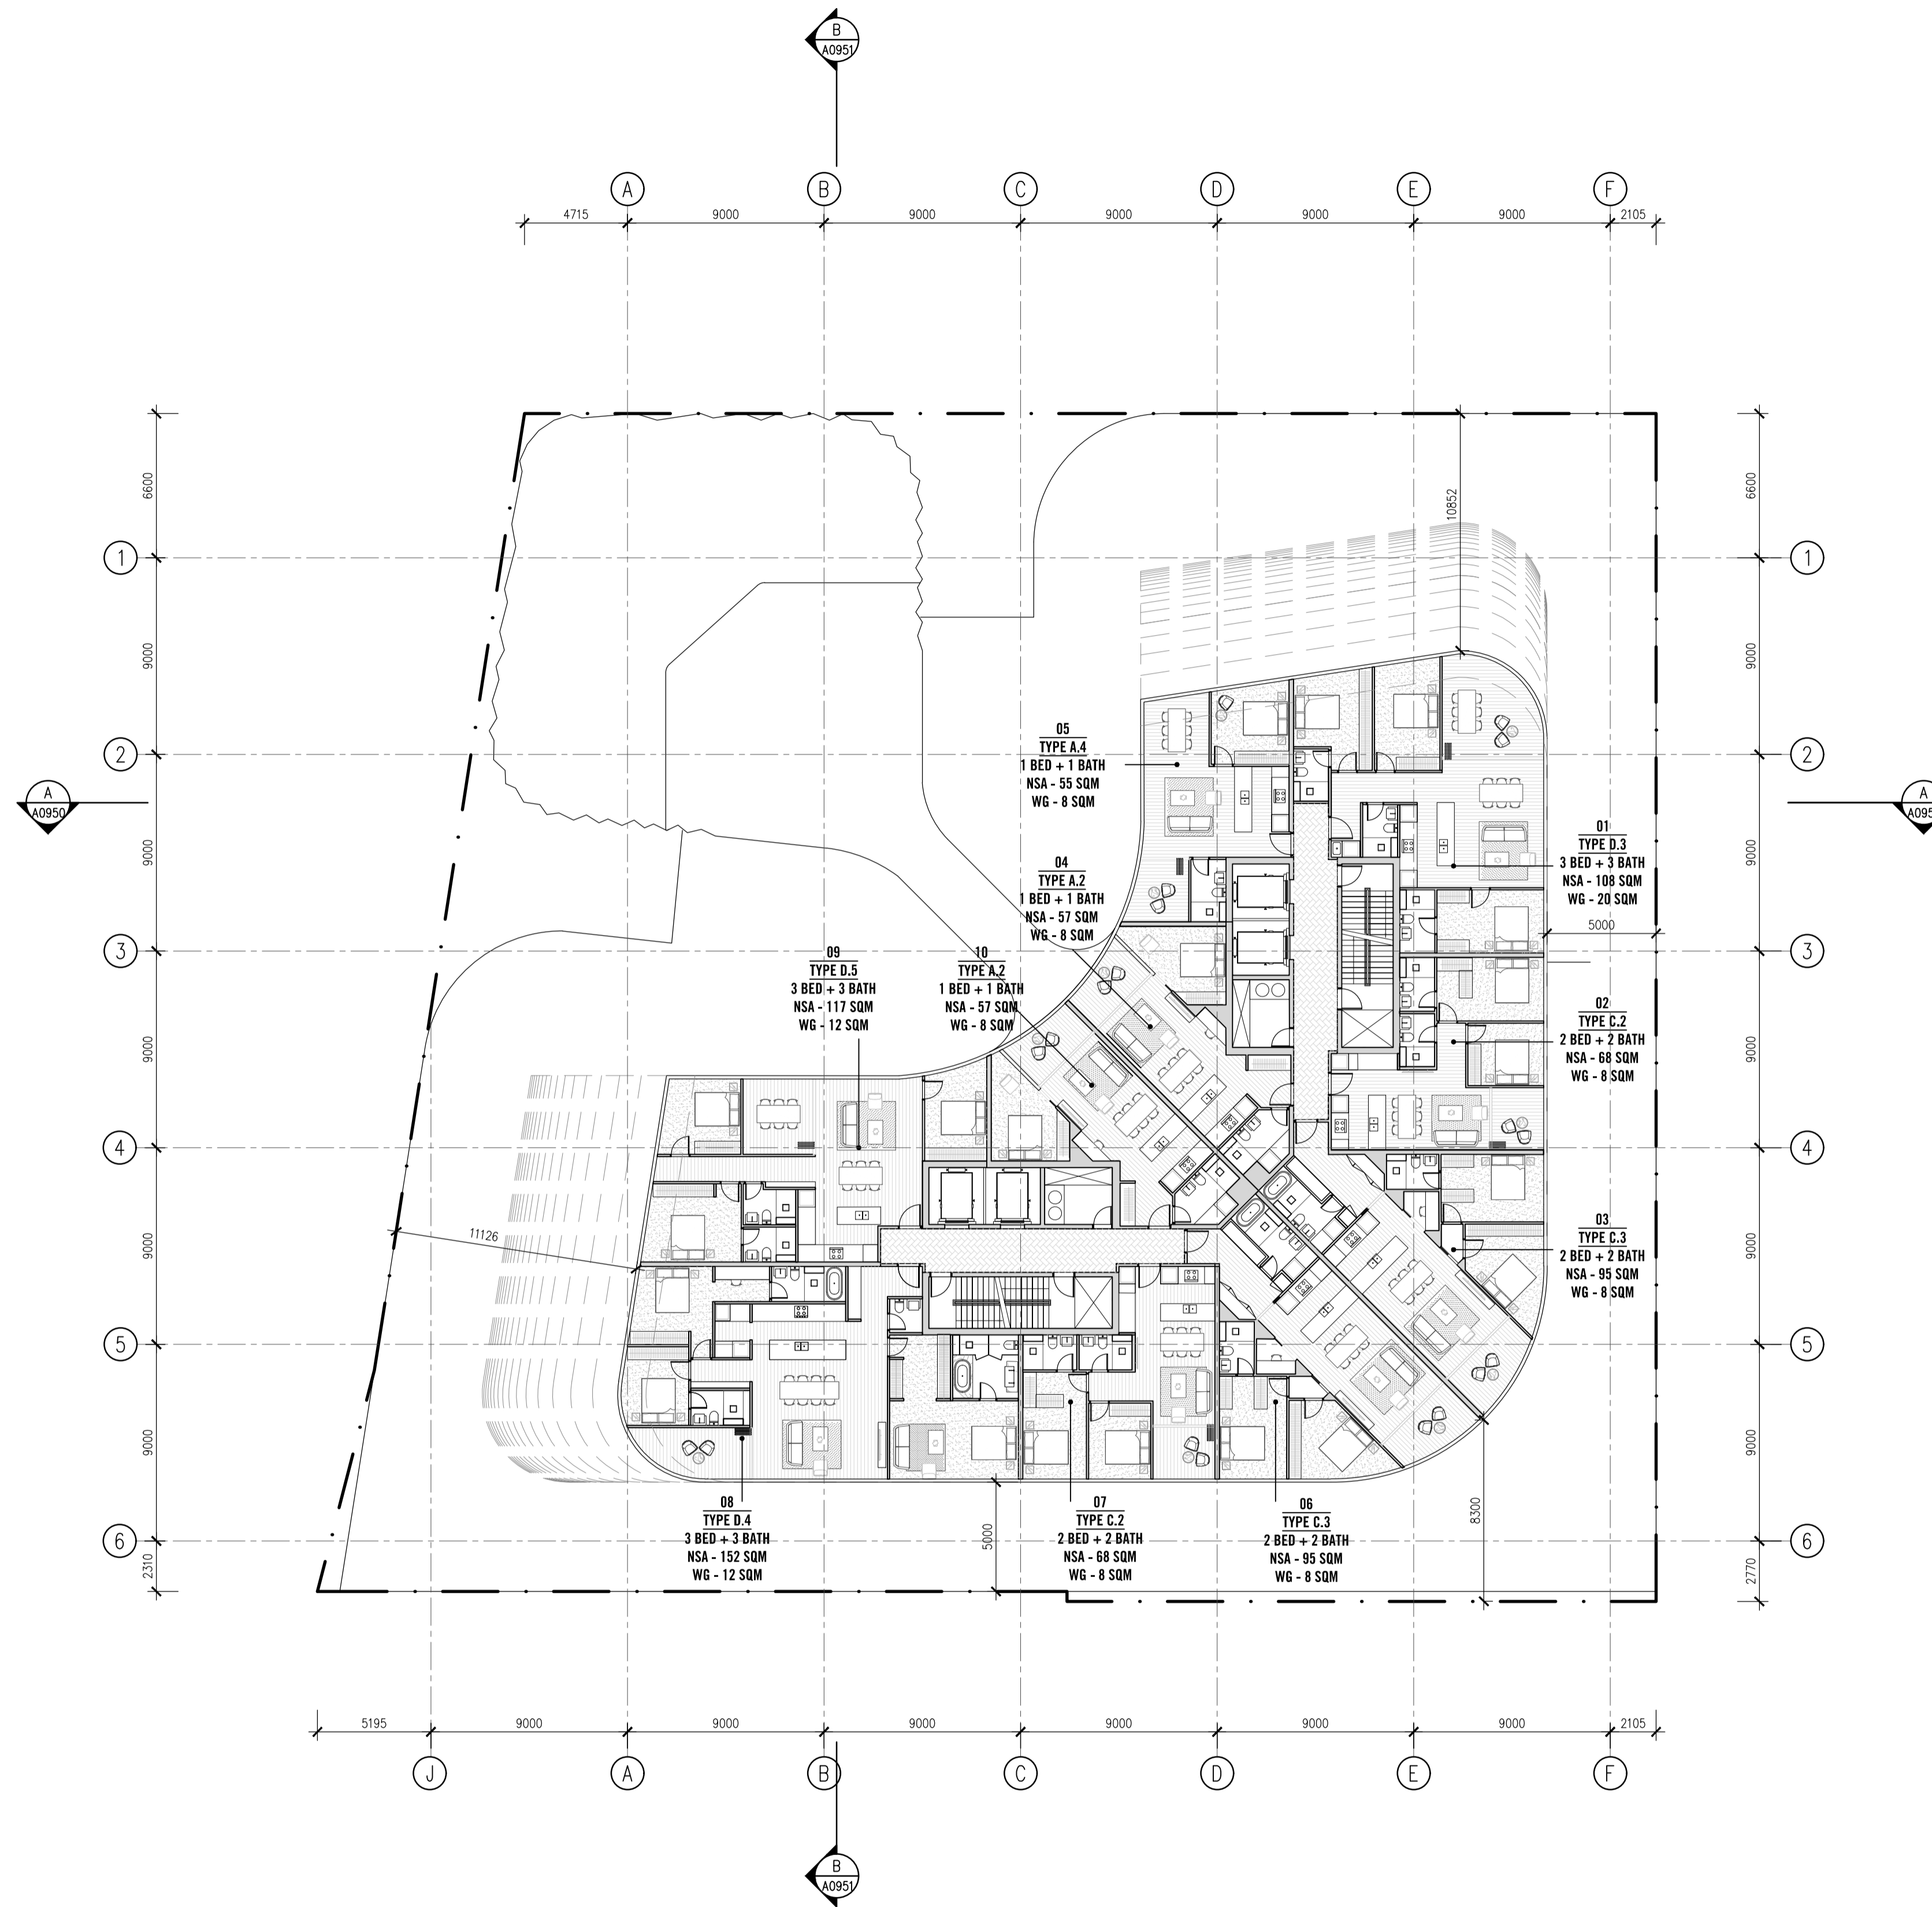 B
A0951
A
B
C
D
E
F
4715
9000
9000
9000
9000
9000
2105
6600
6600
10852
1
1
9000
9000
05
TYPE A.4
1 BED + 1 BATH
NSA - 55 SQM
WG - 8 SQM
2
2
A
A0950
A
01
TYPE D.3
3 BED + 3 BATH
NSA - 108 SQM
WG - 20 SQM
9000
9000
04
TYPE A.2
1 BED + 1 BATH
NSA - 57 SQM
WG - 8 SQM
5000
3
3
09
TYPE D.5
3 BED + 3 BATH
NSA - 117 SQM
WG - 12 SQM
10
TYPE A.2
1 BED + 1 BATH
NSA - 57 SQM
WG - 8 SQM
02
TYPE C.2
2 BED + 2 BATH
NSA - 68 SQM
WG - 8 SQM
9000
9000
4
4
11126
9000
9000
03
TYPE C.3
2 BED + 2 BATH
NSA - 95 SQM
WG - 8 SQM
5
5
9000
9000
08
TYPE D.4
3 BED + 3 BATH
NSA - 152 SQM
WG - 12 SQM
07
TYPE C.2
2 BED + 2 BATH
NSA - 68 SQM
WG - 8 SQM
06
TYPE C.3
2 BED + 2 BATH
NSA - 95 SQM
WG - 8 SQM
5000
8300
6
6
2310
2770
5195
9000
9000
9000
9000
9000
9000
2105
J
A
B
C
D
E
F
B
A0951